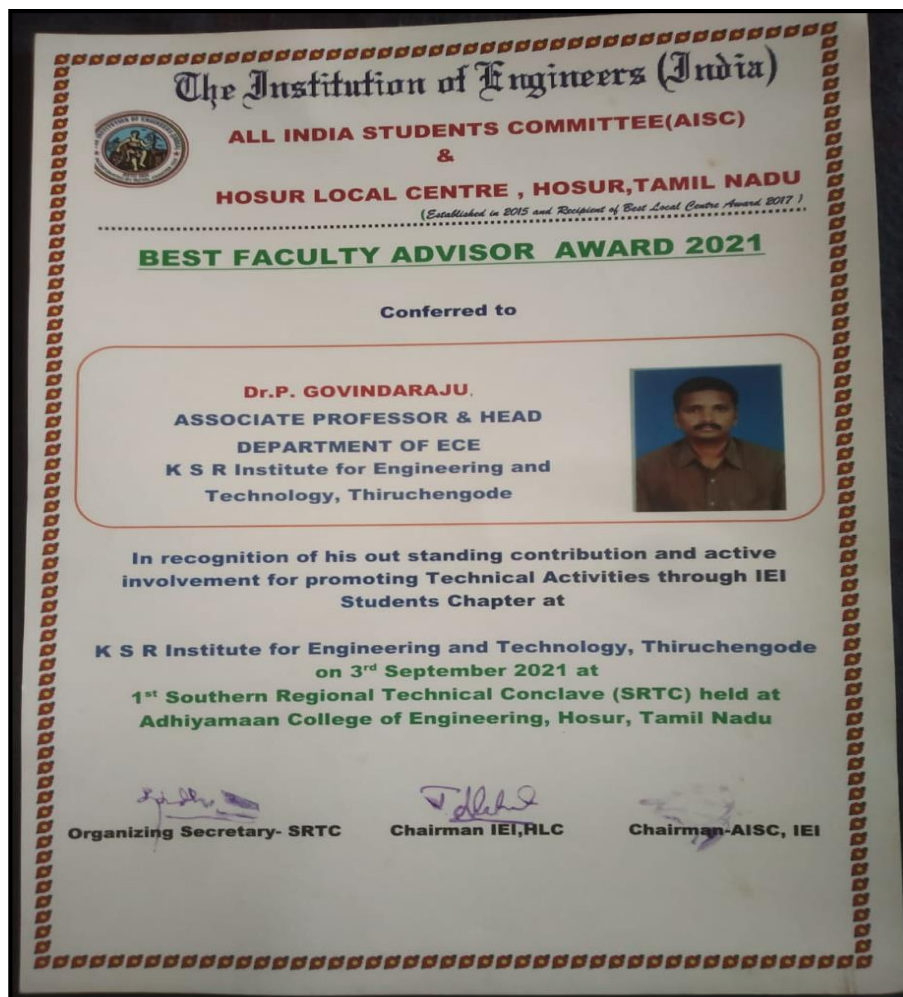 The Institution of Engineers (India)
ALL INDIA STUDENTS COMMITTEE(AISC)
&
HOSUR LOCAL CENTRE , HOSUR,TAMIL NADU
(Established in 2015 and Recipient of Best Local Centre Award 2017 )
BEST FACULTY ADVISOR AWARD 2021
Conferred to
Dr.P. GOVINDARAJU,
ASSOCIATE PROFESSOR & HEAD
DEPARTMENT OF ECE
K S R Institute for Engineering and
Technology, Thiruchengode
In recognition of his out standing contribution and active
involvement for promoting Technical Activities through IEI
Students Chapter at
K S R Institute for Engineering and Technology, Thiruchengode
on 3rd September 2021 at
1st Southern Regional Technical Conclave (SRTC) held at
Adhiyamaan College of Engineering, Hosur, Tamil Nadu
Organizing Secretary- SRTC
Chairman IEI,HLC
Chairman-AISC, IEI